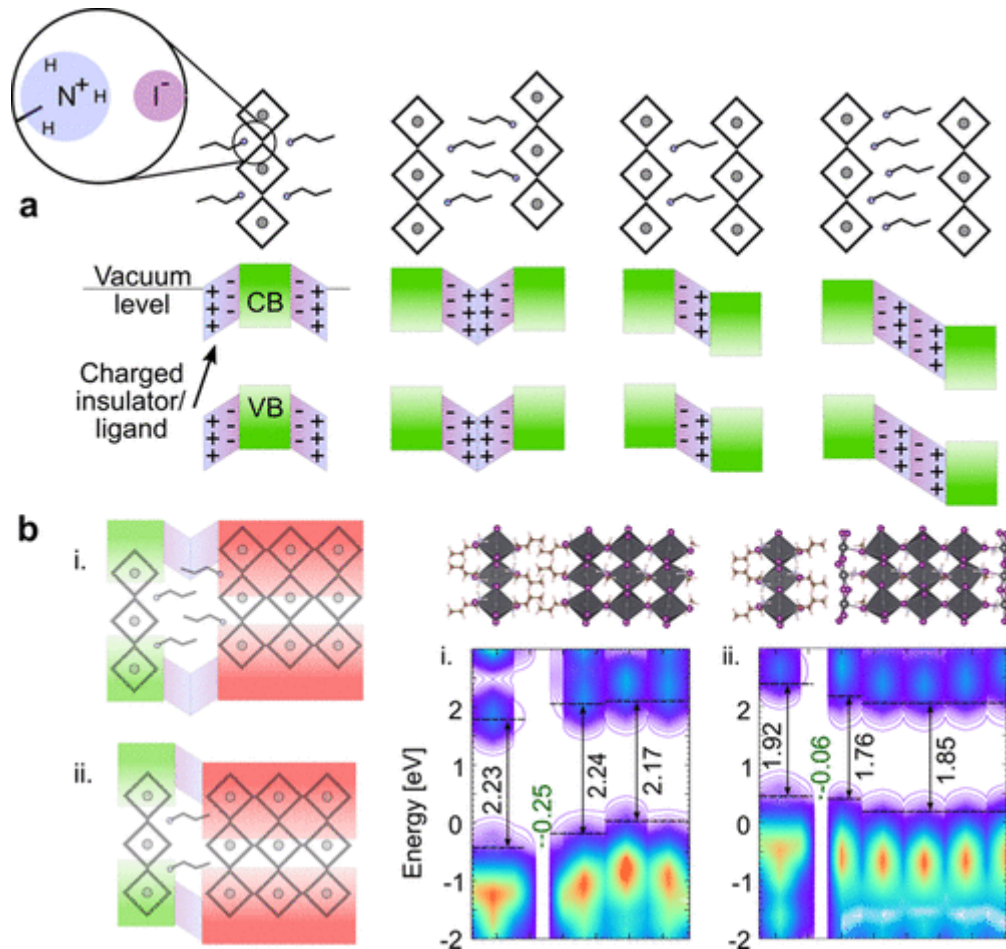 H
N+
H
I-
H
a
Vacuum
level
CB
Charged
insulator/
ligand
VB
- - - + + +
b
i.
ii.
i.
ii.
Energy [eV]
2
1
0
-1
-2
2.23
--0.25
2.24
2.17
1.92
--0.06
1.76
1.85